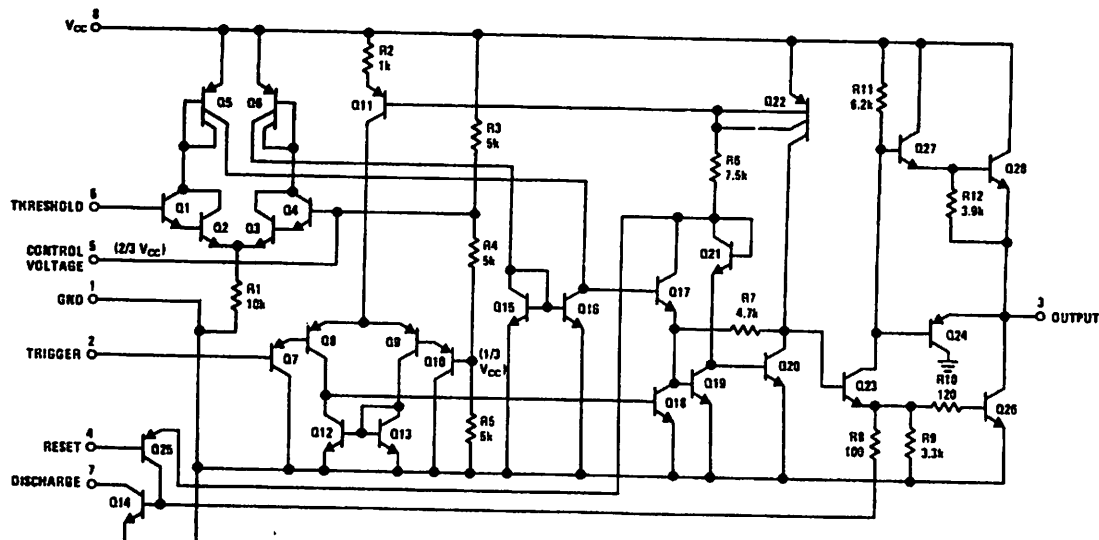 VCC 8
R2
1k
Q5
Q6
Q11
R3
5k
Q22
R11
6.2k
Q27
Q28
R6
7.5k
R12
3.9k
THRESHOLD 6
Q1
Q2
Q3
Q4
CONTROL
VOLTAGE
5
(2/3 VCC)
R4
5k
Q21
GND 1
R1
10k
Q15
Q16
Q17
R7
4.7k
3 OUTPUT
TRIGGER 2
Q7
Q8
Q9
Q10
(1/3
VCC)
Q18
Q19
Q20
Q23
Q24
R10
120
Q26
Q12
Q13
R5
5k
R8
100
R9
3.3k
RESET 4
Q25
DISCHARGE 7
Q14